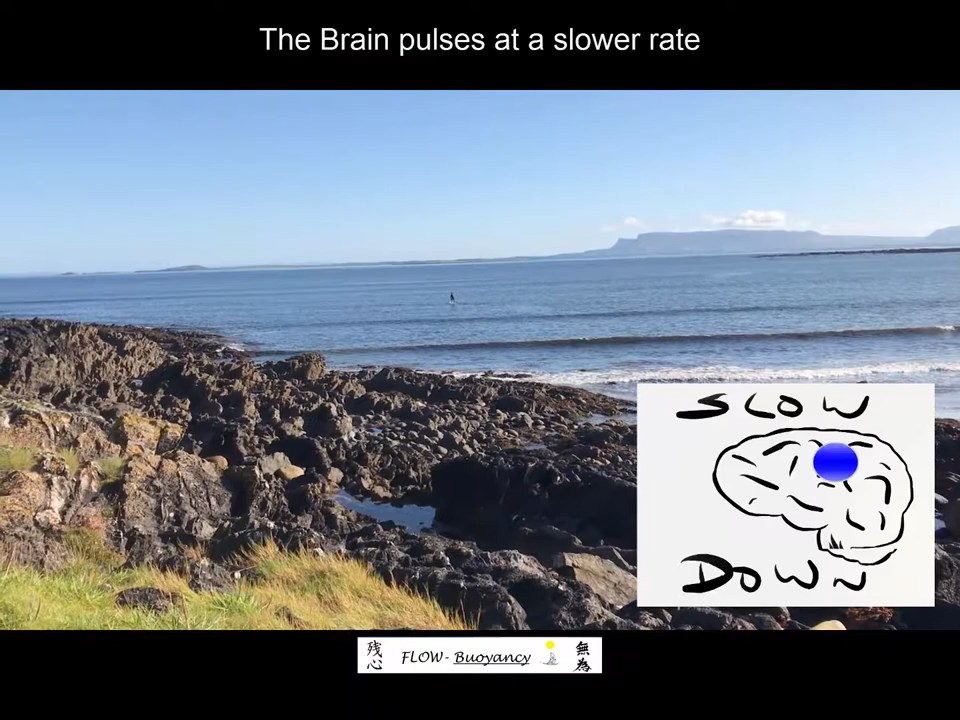 The Brain pulses at a slower rate
SLOW
DOWN
残心 FLOW- Buoyancy 無為